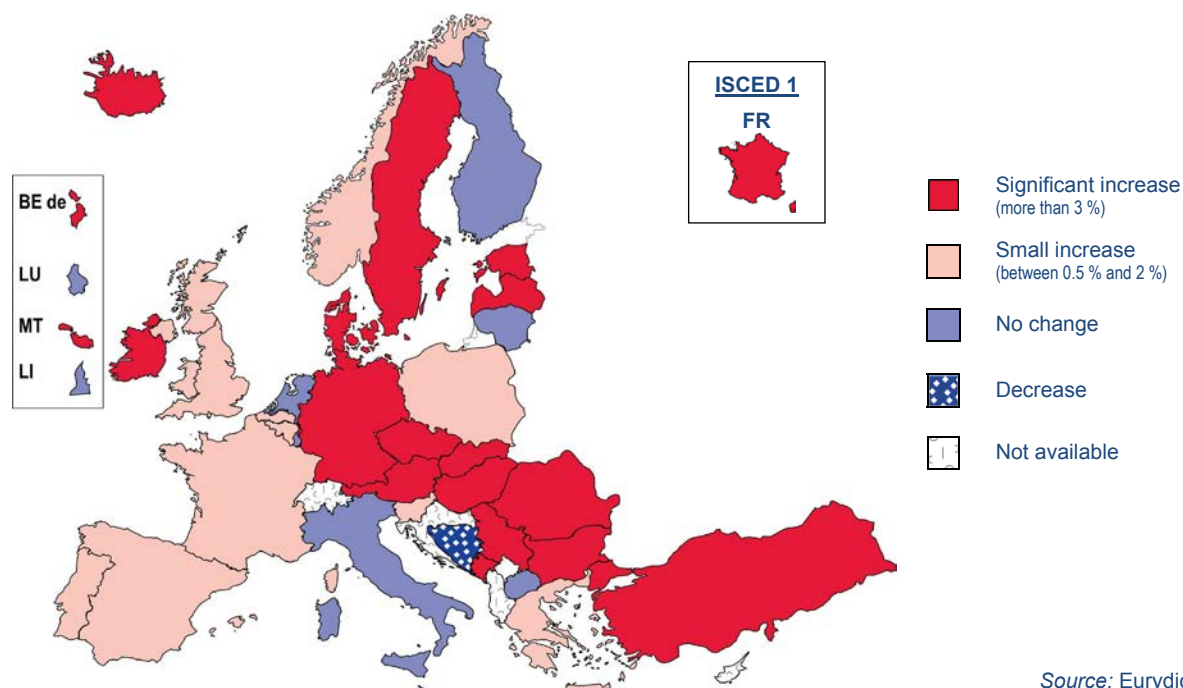 ISCED 1
FR
BE de
LU
MT
LI
Significant increase
(more than 3 %)
Small increase
(between 0.5 % and 2 %)
No change
Decrease
Not available
Source: